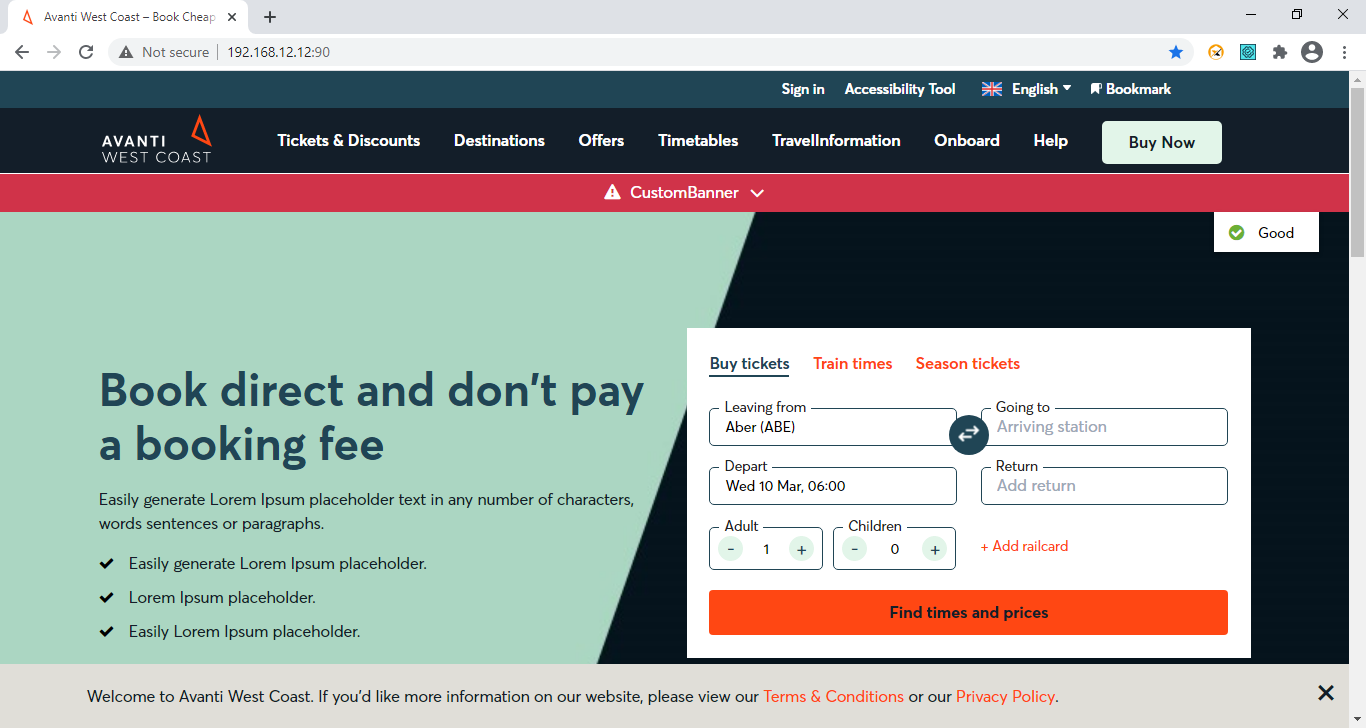 Avanti West Coast – Book Cheap
Not secure
192.168.12.12:90
Sign in
Accessibility Tool
English
Bookmark
AVANTI
WEST COAST
Tickets & Discounts
Destinations
Offers
Timetables
TravelInformation
Onboard
Help
Buy Now
CustomBanner
Good
Book direct and don't pay
a booking fee
Easily generate Lorem Ipsum placeholder text in any number of characters,
words sentences or paragraphs.
Easily generate Lorem Ipsum placeholder.
Lorem Ipsum placeholder.
Easily Lorem Ipsum placeholder.
Buy tickets
Train times
Season tickets
Leaving from
Aber (ABE)
Going to
Arriving station
Depart
Wed 10 Mar, 06:00
Return
Add return
Adult
- 1 +
Children
- 0 +
+ Add railcard
Find times and prices
Welcome to Avanti West Coast. If you'd like more information on our website, please view our Terms & Conditions or our Privacy Policy.